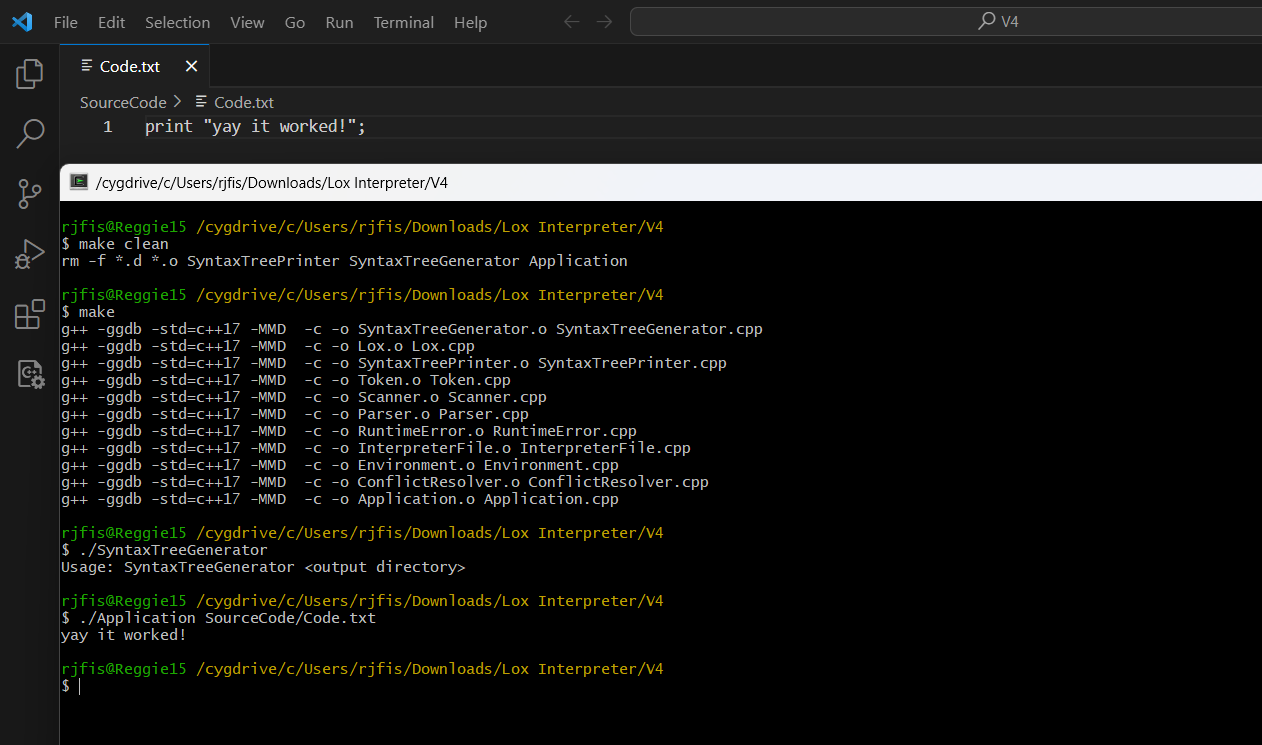 File Edit Selection View Go Run Terminal Help V4
Code.txt
SourceCode Code.txt
1 print "yay it worked!";
/cygdrive/c/Users/rjfis/Downloads/Lox Interpreter/V4
rjfis@Reggie15 /cygdrive/c/Users/rjfis/Downloads/Lox Interpreter/V4
$ make clean
rm -f *.d *.o SyntaxTreePrinter SyntaxTreeGenerator Application
rjfis@Reggie15 /cygdrive/c/Users/rjfis/Downloads/Lox Interpreter/V4
$ make
g++ -ggdb -std=c++17 -MMD  -c -o SyntaxTreeGenerator.o SyntaxTreeGenerator.cpp
g++ -ggdb -std=c++17 -MMD  -c -o Lox.o Lox.cpp
g++ -ggdb -std=c++17 -MMD  -c -o SyntaxTreePrinter.o SyntaxTreePrinter.cpp
g++ -ggdb -std=c++17 -MMD  -c -o Token.o Token.cpp
g++ -ggdb -std=c++17 -MMD  -c -o Scanner.o Scanner.cpp
g++ -ggdb -std=c++17 -MMD  -c -o Parser.o Parser.cpp
g++ -ggdb -std=c++17 -MMD  -c -o RuntimeError.o RuntimeError.cpp
g++ -ggdb -std=c++17 -MMD  -c -o InterpreterFile.o InterpreterFile.cpp
g++ -ggdb -std=c++17 -MMD  -c -o Environment.o Environment.cpp
g++ -ggdb -std=c++17 -MMD  -c -o ConflictResolver.o ConflictResolver.cpp
g++ -ggdb -std=c++17 -MMD  -c -o Application.o Application.cpp
rjfis@Reggie15 /cygdrive/c/Users/rjfis/Downloads/Lox Interpreter/V4
$ ./SyntaxTreeGenerator
Usage: SyntaxTreeGenerator <output directory>
rjfis@Reggie15 /cygdrive/c/Users/rjfis/Downloads/Lox Interpreter/V4
$ ./Application SourceCode/Code.txt
yay it worked!
rjfis@Reggie15 /cygdrive/c/Users/rjfis/Downloads/Lox Interpreter/V4
$